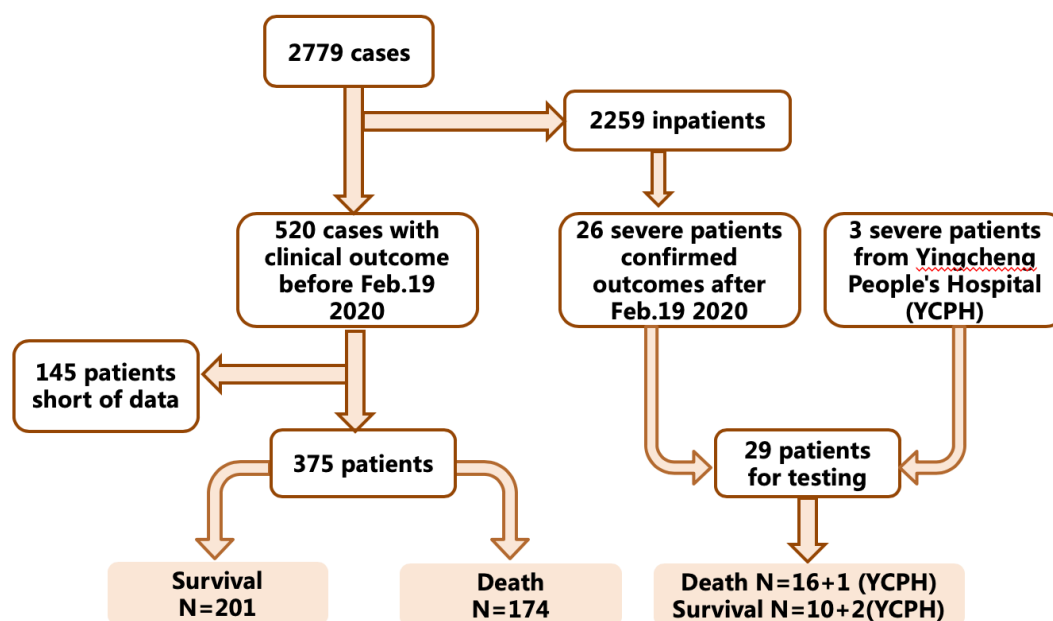 2779 cases
2259 inpatients
520 cases with
clinical outcome
before Feb.19
2020
26 severe patients
confirmed
outcomes after
Feb.19 2020
3 severe patients
from Yingcheng
People's Hospital
(YCPH)
145 patients
short of data
375 patients
29 patients
for testing
Survival
N=201
Death
N=174
Death N=16+1 (YCPH)
Survival N=10+2(YCPH)